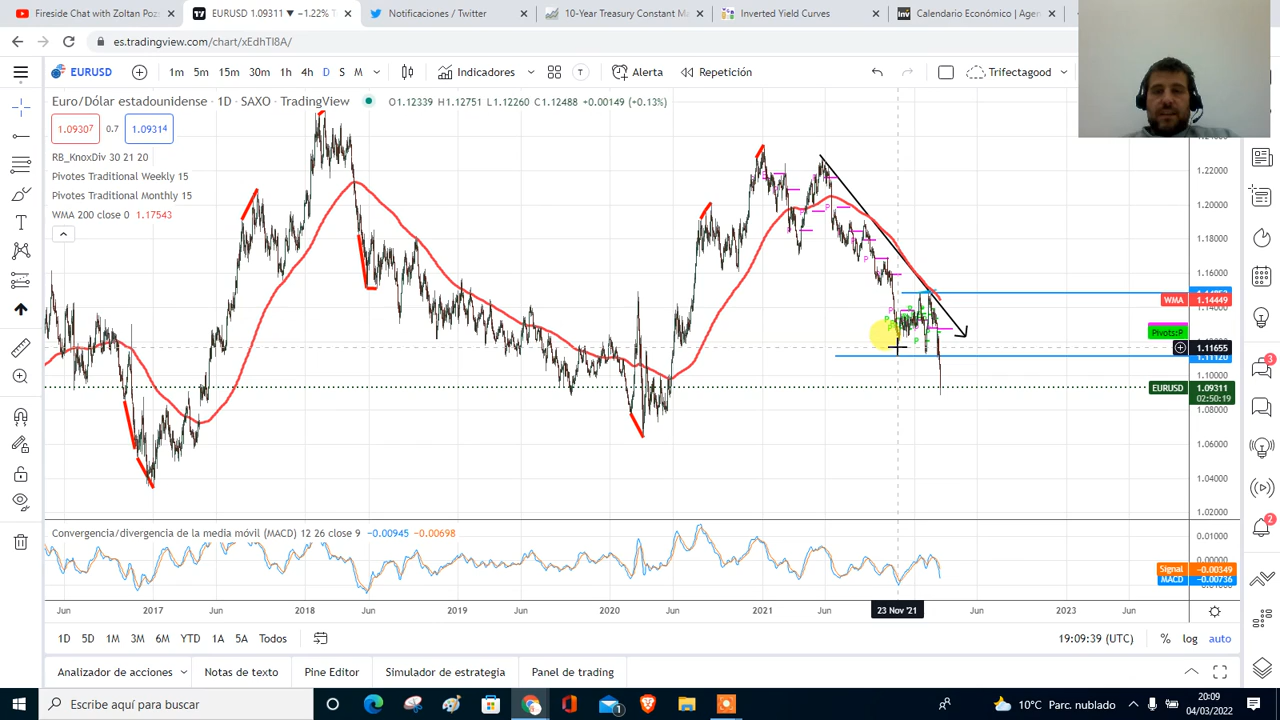 Fireside Chat with Zoltan Poz
EURUSD 1.09311 ▼ −1.22% T
Notificaciones / Twitter
10-Year Treasury Constant M
Inverted Yield Curves
Calendario Económico | Agen
es.tradingview.com/chart/xEdhTI8A/
EURUSD
1m 5m 15m 30m 1h 4h D S M
Indicadores
Alerta
Repetición
Trifectagood
Euro/Dólar estadounidense · 1D · SAXO · TradingView
O1.12339 H1.12751 L1.12260 C1.12488 +0.00149 (+0.13%)
1.09307 0.7 1.09314
RB_KnoxDiv 30 21 20
Pivotes Traditional Weekly 15
Pivotes Traditional Monthly 15
WMA 200 close 0 1.17543
1.22000
1.20000
1.18000
1.16000
WMA 1.14449
Pivots:P
1.11655
1.11120
1.10000
EURUSD 1.09311
02:50:19
1.08000
1.06000
1.04000
1.02000
Convergencia/divergencia de la media móvil (MACD) 12 26 close 9 −0.00945 −0.00698
0.01000
0.00000
Signal −0.00349
MACD −0.00736
Jun 2017 Jun 2018 Jun 2019 Jun 2020 Jun 2021 Jun 23 Nov '21 Jun 2023 Jun
1D 5D 1M 3M 6M YTD 1A 5A Todos
19:09:39 (UTC) % log auto
Analizador de acciones
Notas de texto
Pine Editor
Simulador de estrategia
Panel de trading
Escribe aquí para buscar
10°C Parc. nublado
20:09
04/03/2022